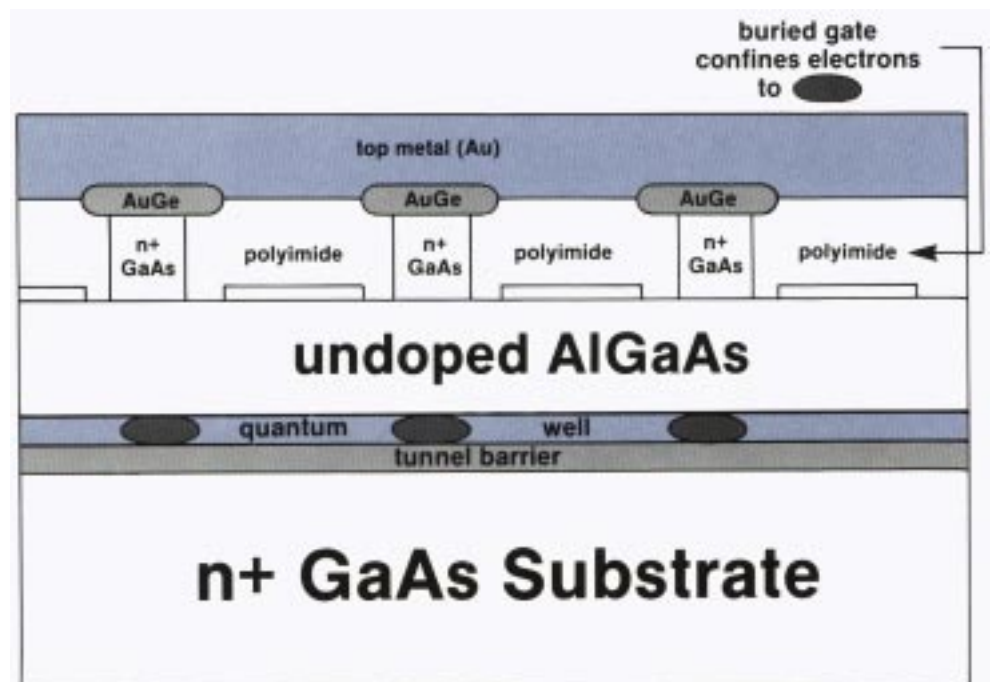 buried gate
confines electrons
to
top metal (Au)
AuGe
AuGe
AuGe
n+
GaAs
polyimide
n+
GaAs
polyimide
n+
GaAs
polyimide
undoped AlGaAs
quantum
well
tunnel barrier
n+ GaAs Substrate